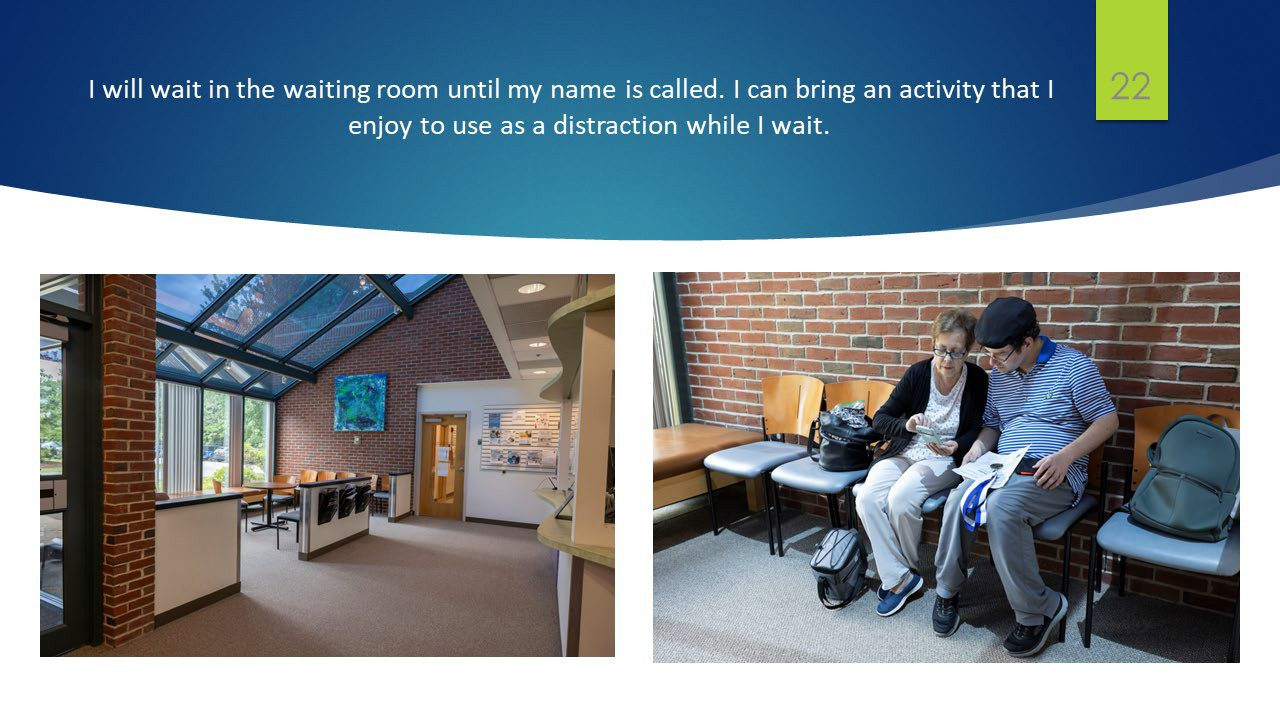 I will wait in the waiting room until my name is called. I can bring an activity that I
enjoy to use as a distraction while I wait.
22